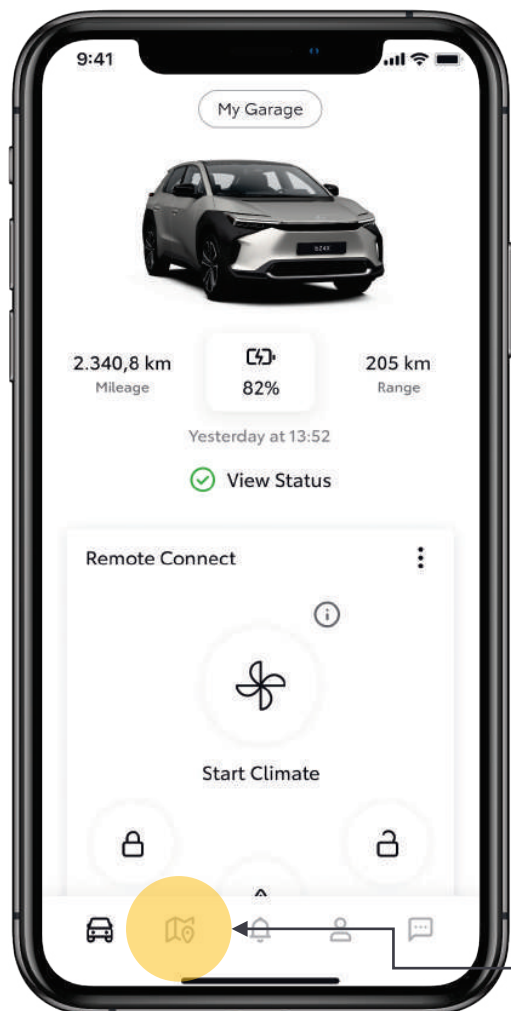 9:41
My Garage
bZ4X
2.340,8 km
Mileage
82%
205 km
Range
Yesterday at 13:52
View Status
Remote Connect
Start Climate